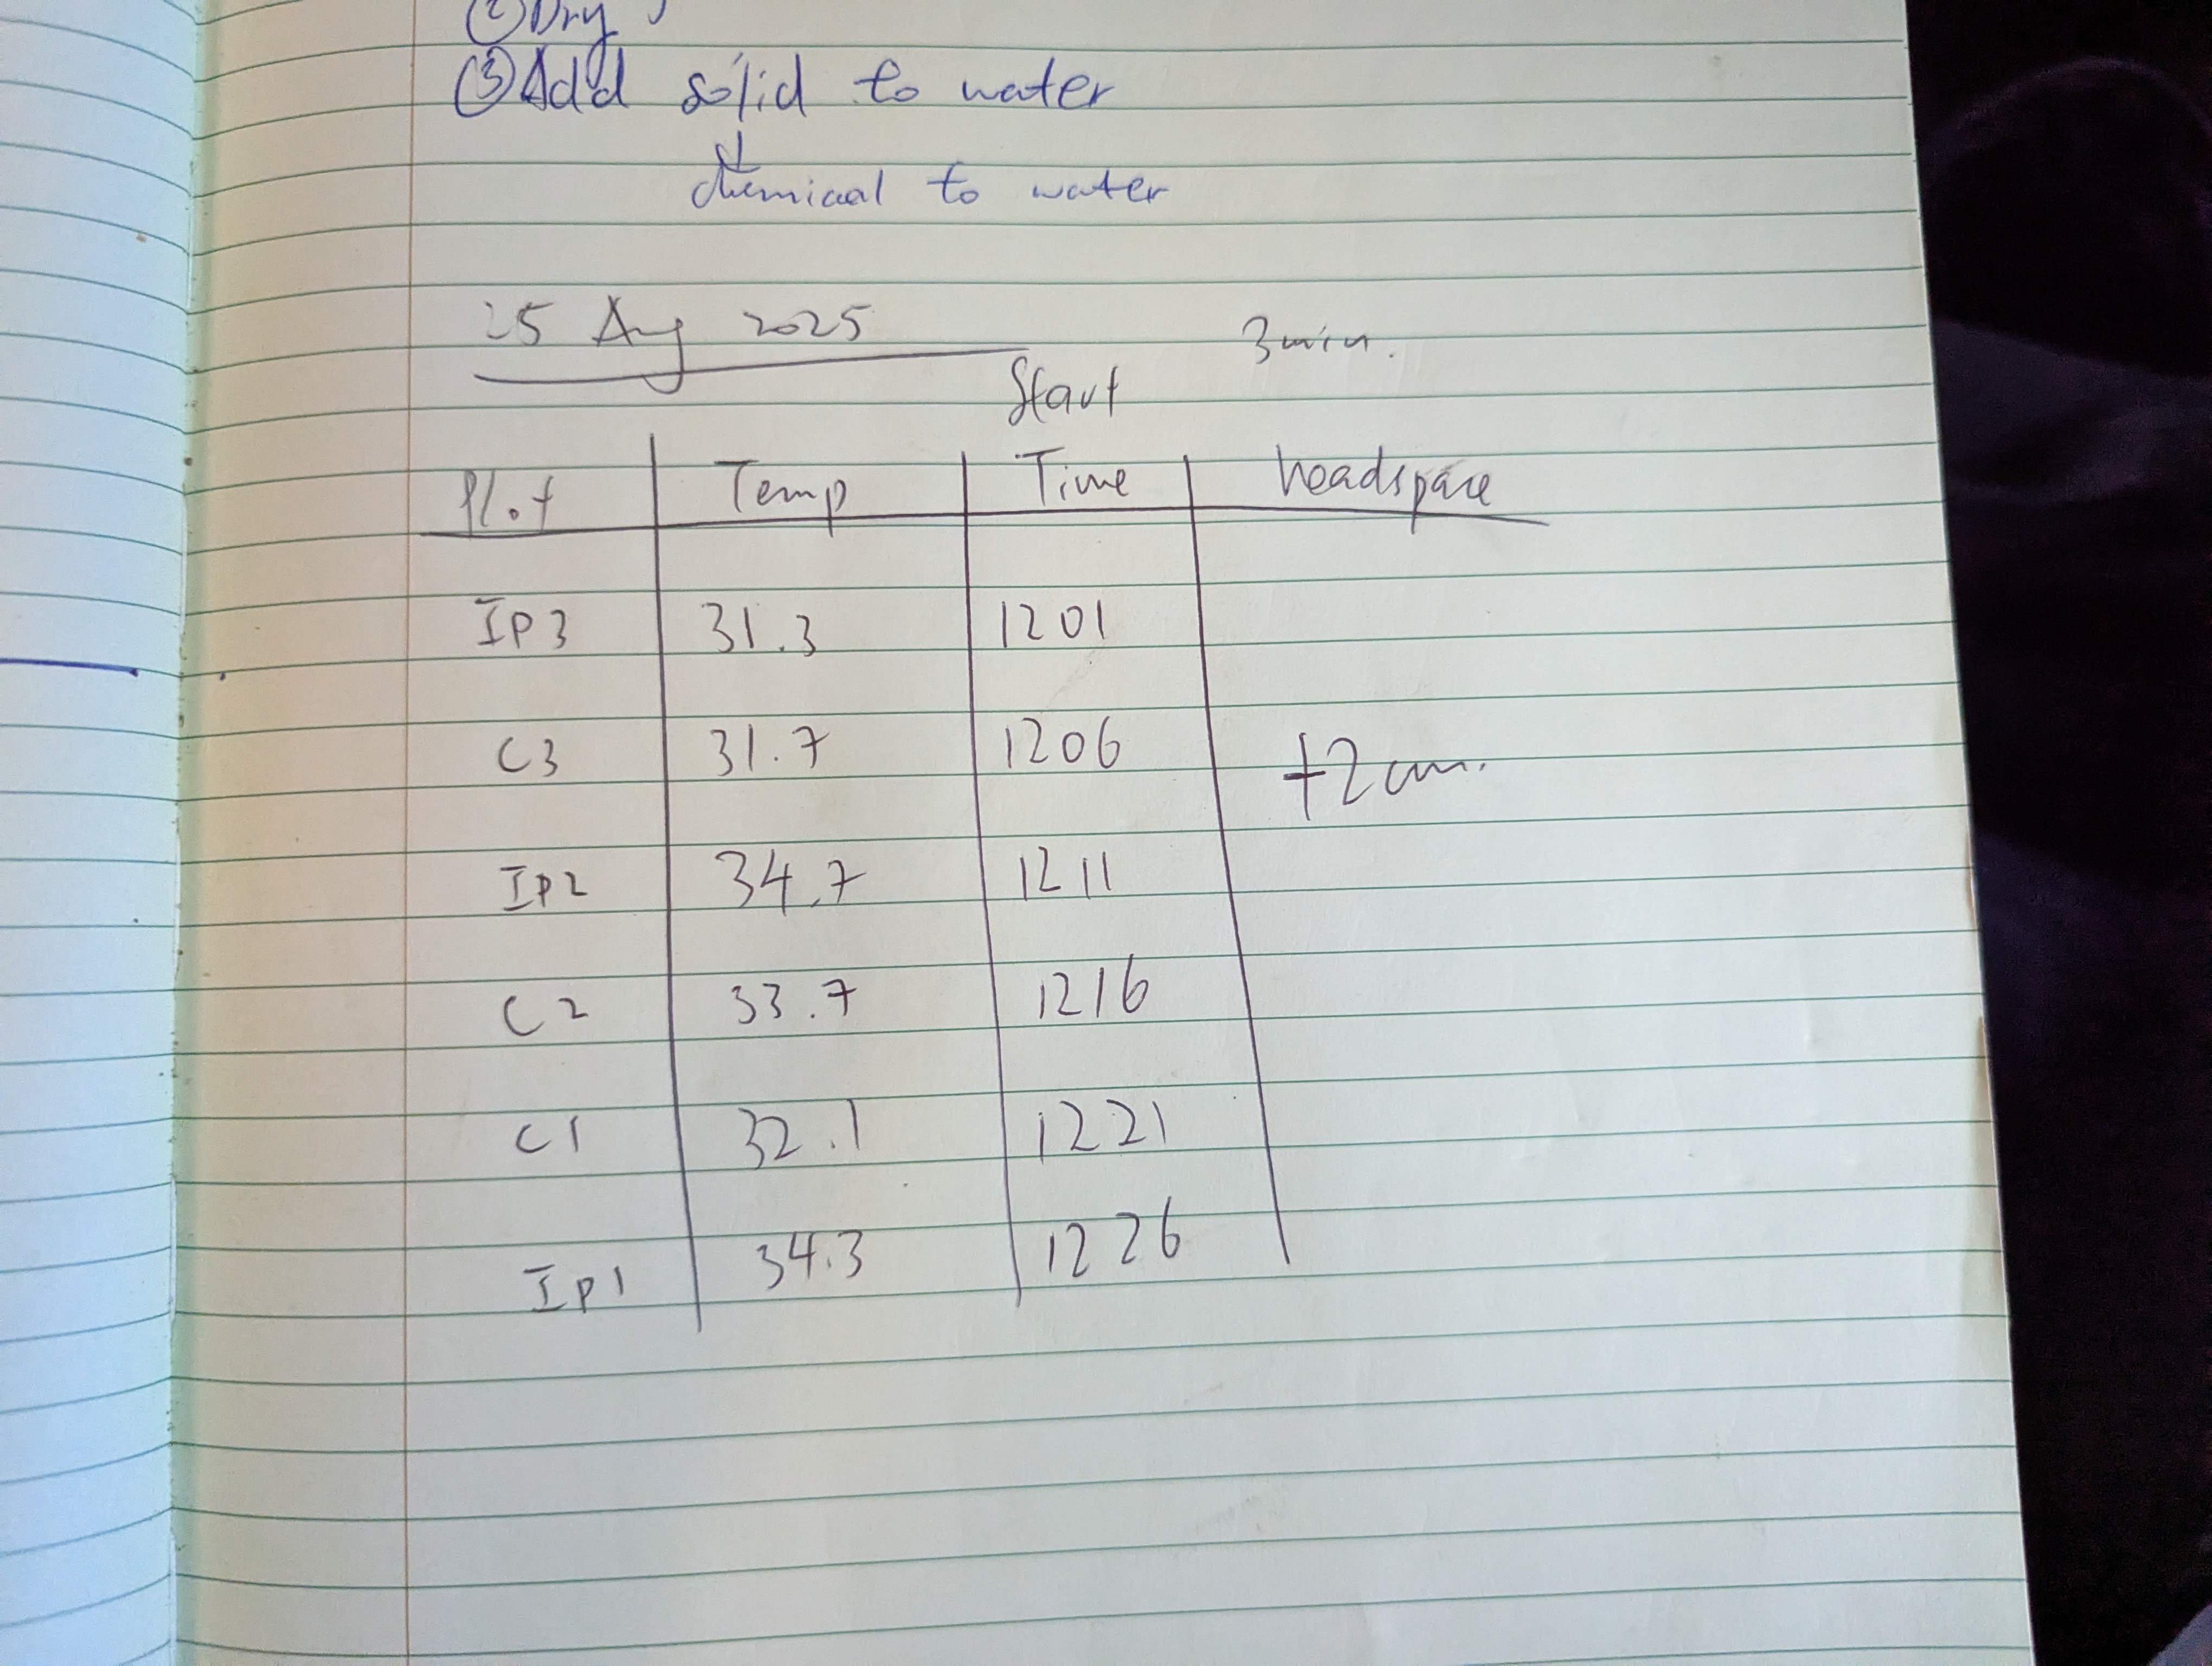 ② Dry
③ Add solid to water
↓
chemical to water
25 Aug 2025
3 min.
Start
Plot Temp Time headspace
IP3 31.3 1201
C3 31.7 1206 +2cm.
IP2 34.7 1211
C2 33.7 1216
C1 32.1 1221
IP1 34.3 1226